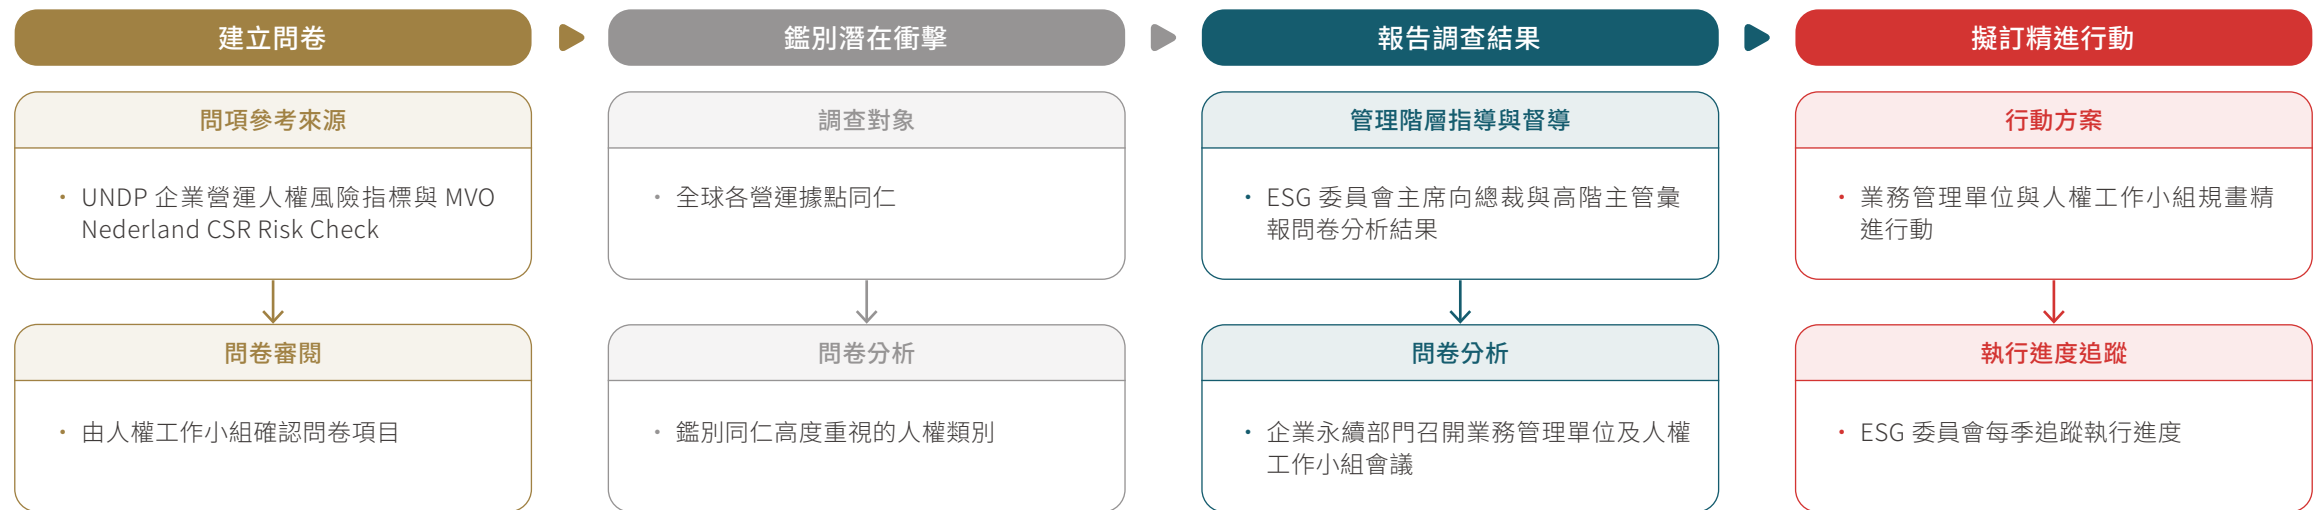 建立問卷
問項參考來源
・ UNDP 企業營運人權風險指標與 MVO
Nederland CSR Risk Check
問卷審閱
・ 由人權工作小組確認問卷項目
鑑別潛在衝擊
調查對象
・ 全球各營運據點同仁
問卷分析
・ 鑑別同仁高度重視的人權類別
報告調查結果
管理階層指導與督導
・ ESG 委員會主席向總裁與高階主管彙
報問卷分析結果
問卷分析
・ 企業永續部門召開業務管理單位及人權
工作小組會議
擬訂精進行動
行動方案
・ 業務管理單位與人權工作小組規畫精
進行動
執行進度追蹤
・ ESG 委員會每季追蹤執行進度